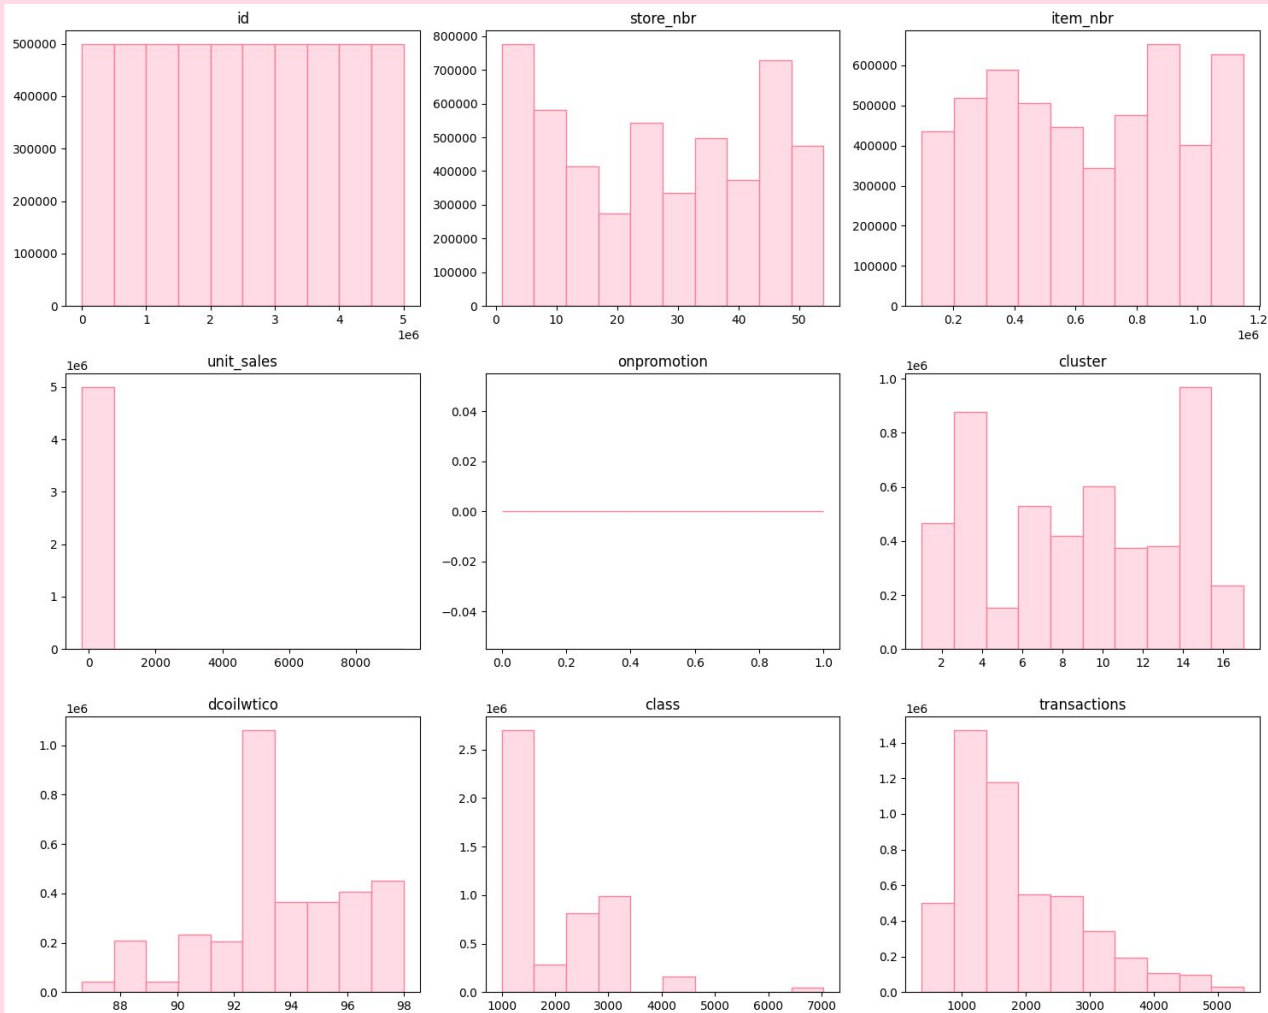 id
500000
400000
300000
200000
100000
0
0 1 2 3 4 5
1e6
store_nbr
800000
700000
600000
500000
400000
300000
200000
100000
0
0 10 20 30 40 50
item_nbr
600000
500000
400000
300000
200000
100000
0
0.2 0.4 0.6 0.8 1.0 1.2
1e6
unit_sales
1e6
5
4
3
2
1
0
0 2000 4000 6000 8000
onpromotion
0.04
0.02
0.00
−0.02
−0.04
0.0 0.2 0.4 0.6 0.8 1.0
cluster
1e6
1.0
0.8
0.6
0.4
0.2
0.0
2 4 6 8 10 12 14 16
dcoilwtico
1e6
1.0
0.8
0.6
0.4
0.2
0.0
88 90 92 94 96 98
class
1e6
2.5
2.0
1.5
1.0
0.5
0.0
1000 2000 3000 4000 5000 6000 7000
transactions
1e6
1.4
1.2
1.0
0.8
0.6
0.4
0.2
0.0
1000 2000 3000 4000 5000